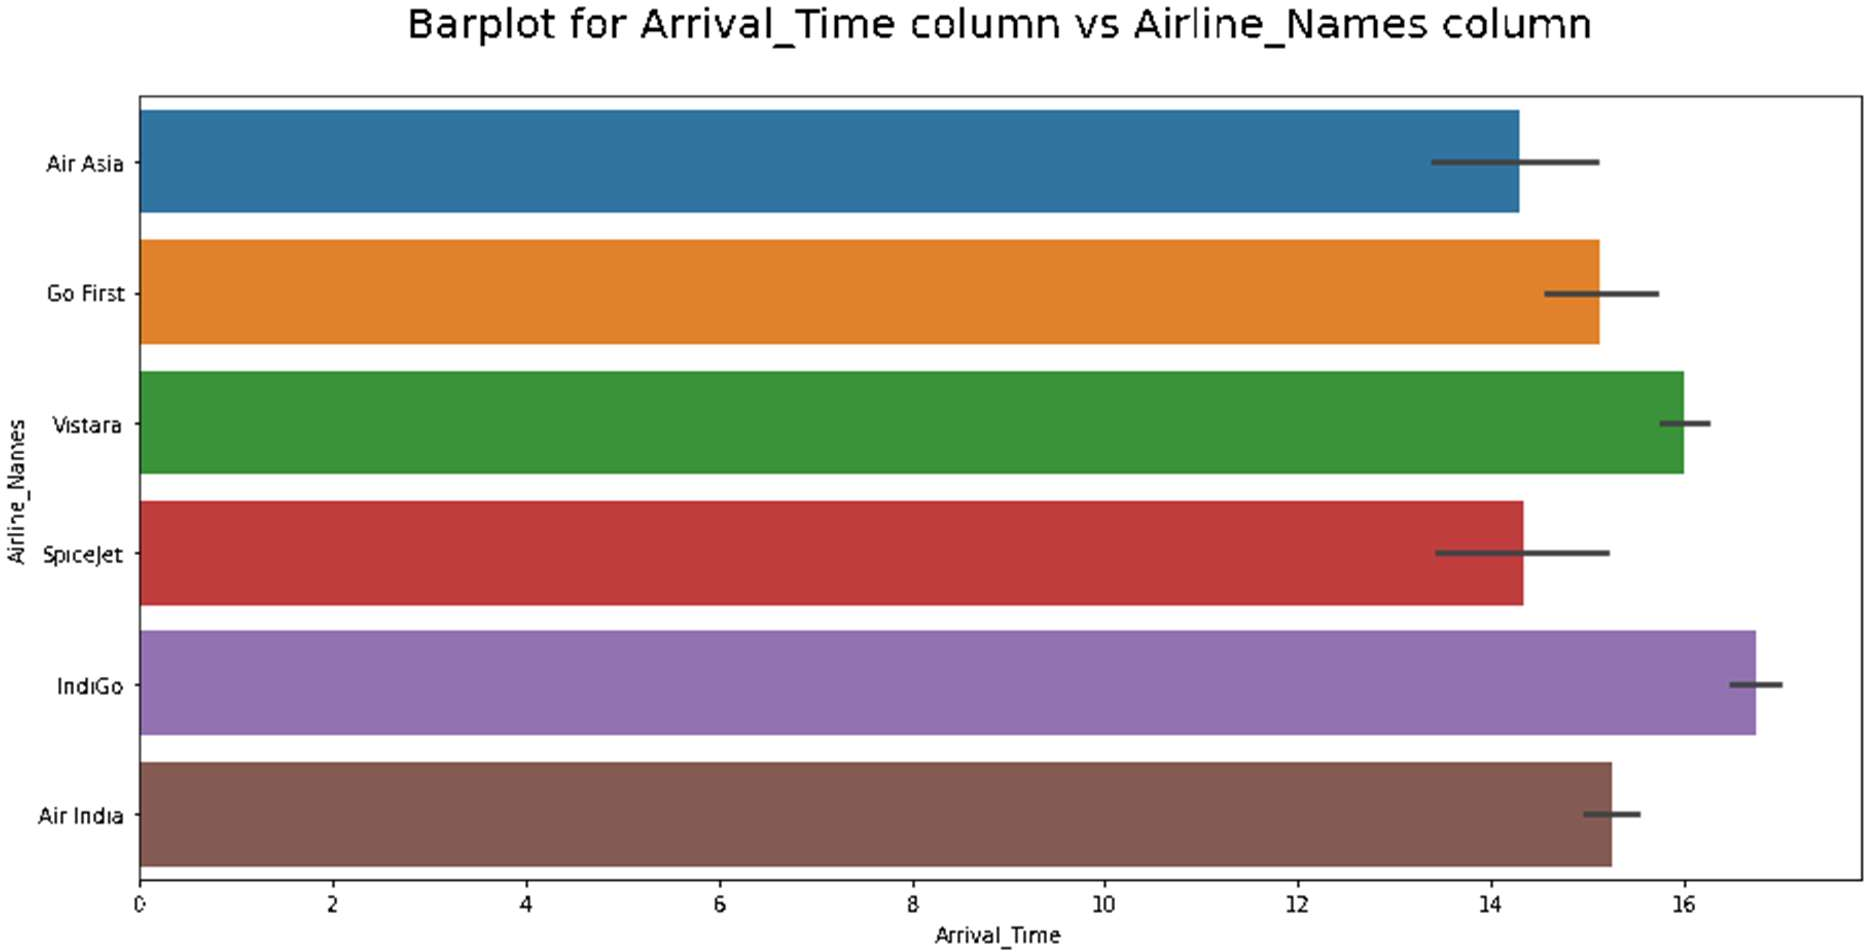 Barplot for Arrival_Time column vs Airline_Names column
Airline_Names
Air Asia
Go First
Vistara
SpiceJet
IndiGo
Air India
0 2 4 6 8 10 12 14 16
Arrival_Time